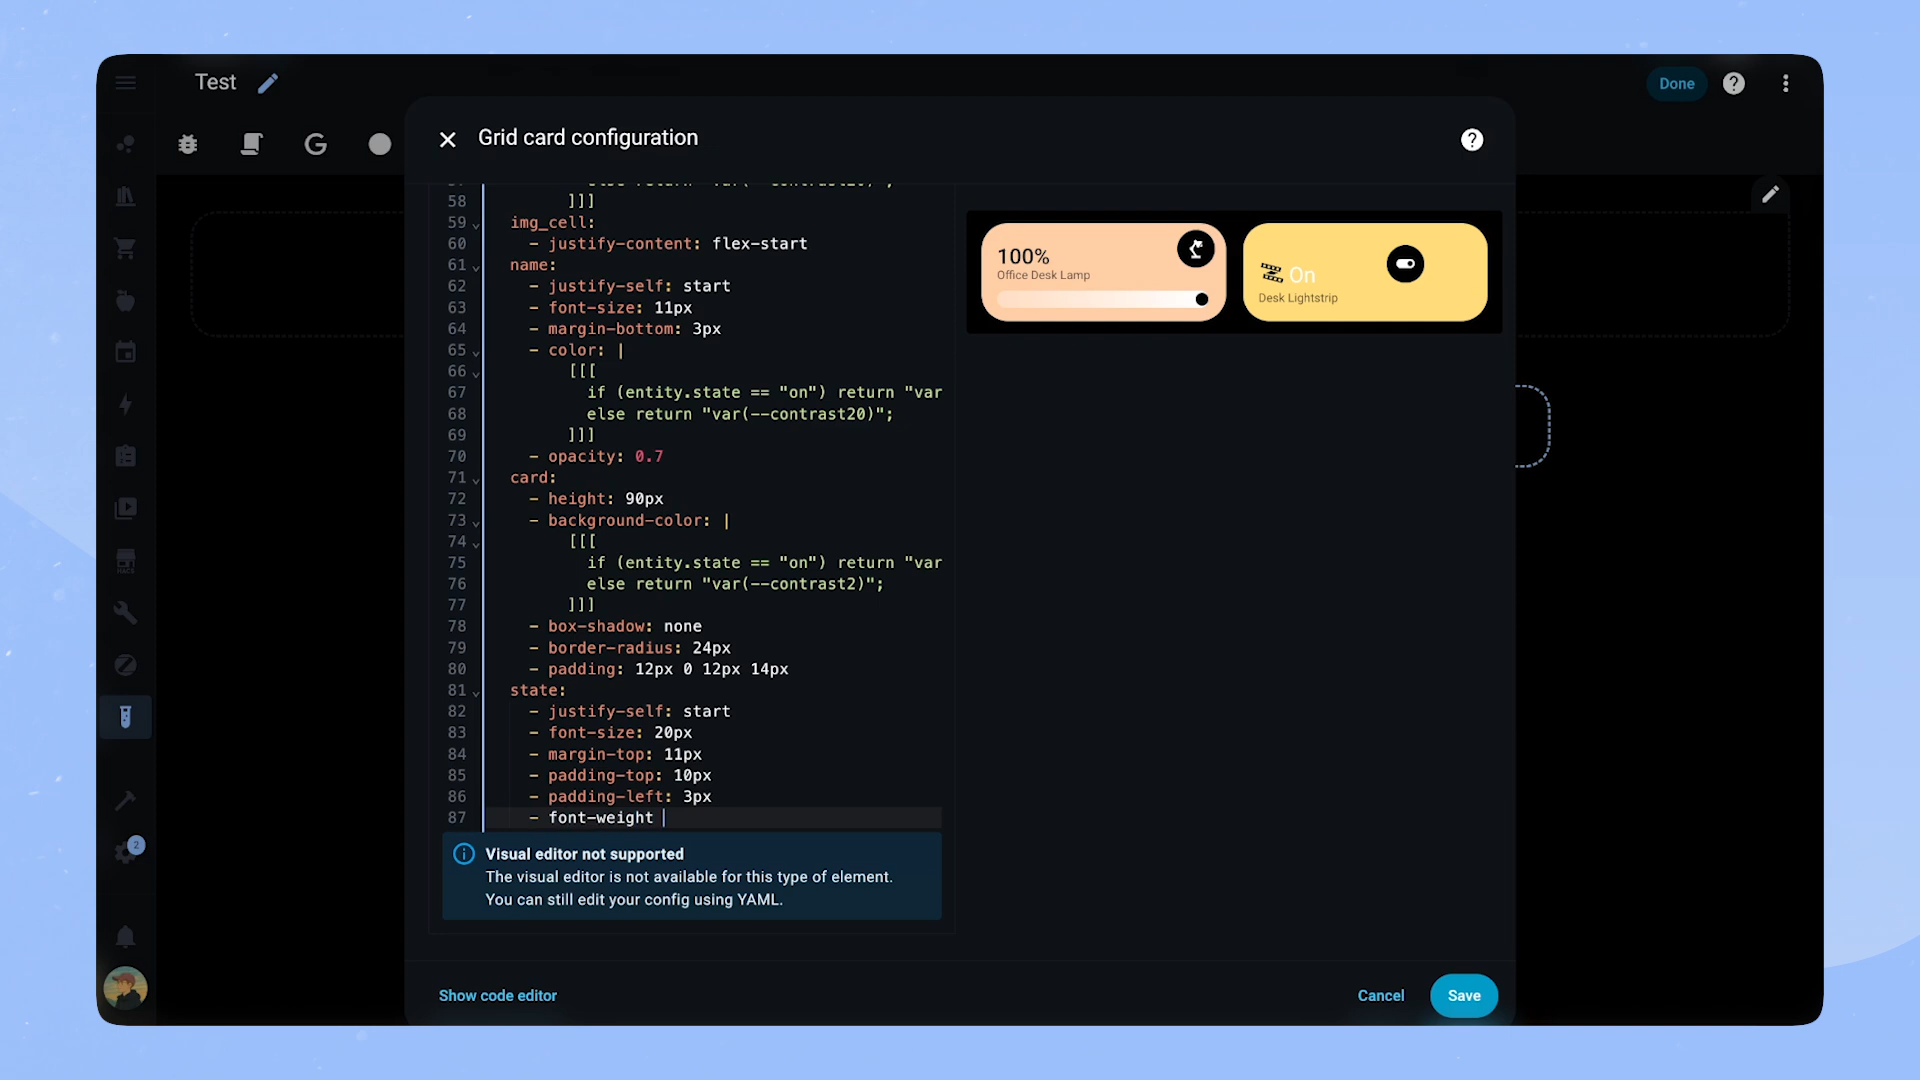 Test
Done
Grid card configuration
58 ]]]
59 img_cell:
60 - justify-content: flex-start
61 name:
62 - justify-self: start
63 - font-size: 11px
64 - margin-bottom: 3px
65 - color: |
66 [[[
67 if (entity.state == "on") return "var
68 else return "var(--contrast20)";
69 ]]]
70 - opacity: 0.7
71 card:
72 - height: 90px
73 - background-color: |
74 [[[
75 if (entity.state == "on") return "var
76 else return "var(--contrast2)";
77 ]]]
78 - box-shadow: none
79 - border-radius: 24px
80 - padding: 12px 0 12px 14px
81 state:
82 - justify-self: start
83 - font-size: 20px
84 - margin-top: 11px
85 - padding-top: 10px
86 - padding-left: 3px
87 - font-weight
Visual editor not supported
The visual editor is not available for this type of element.
You can still edit your config using YAML.
100%
Office Desk Lamp
On
Desk Lightstrip
HACS
2
Show code editor
Cancel
Save